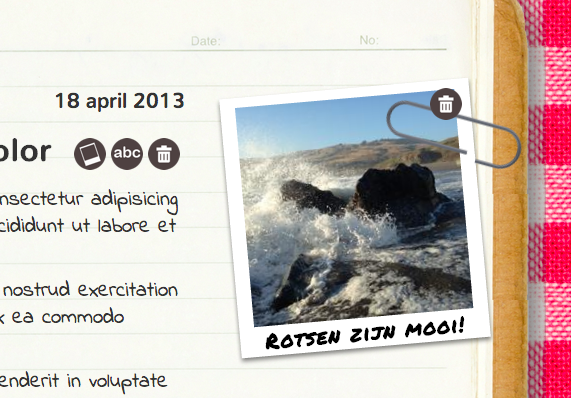 Date:
No:
18 april 2013
olor
abc
nsectetur adipisicing
cididunt ut labore et
nostrud exercitation
x ea commodo
enderit in voluptate
Rotsen zijn mooi!